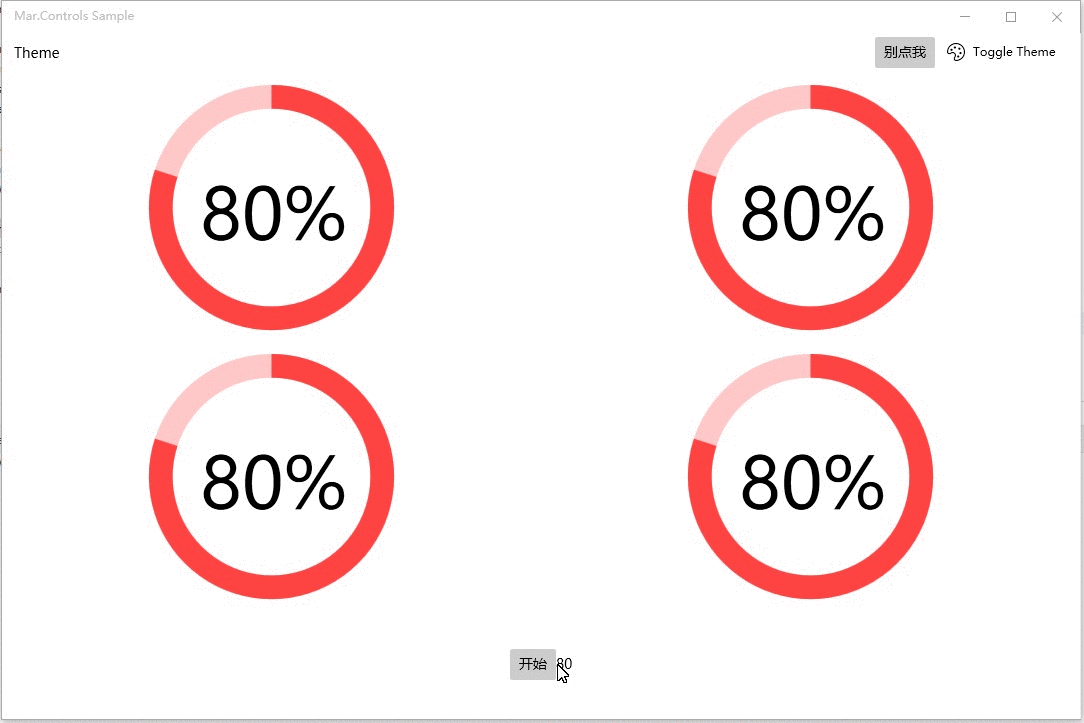 Mar.Controls Sample
Theme
别点我 Toggle Theme
80% 80%
80% 80%
开始 80